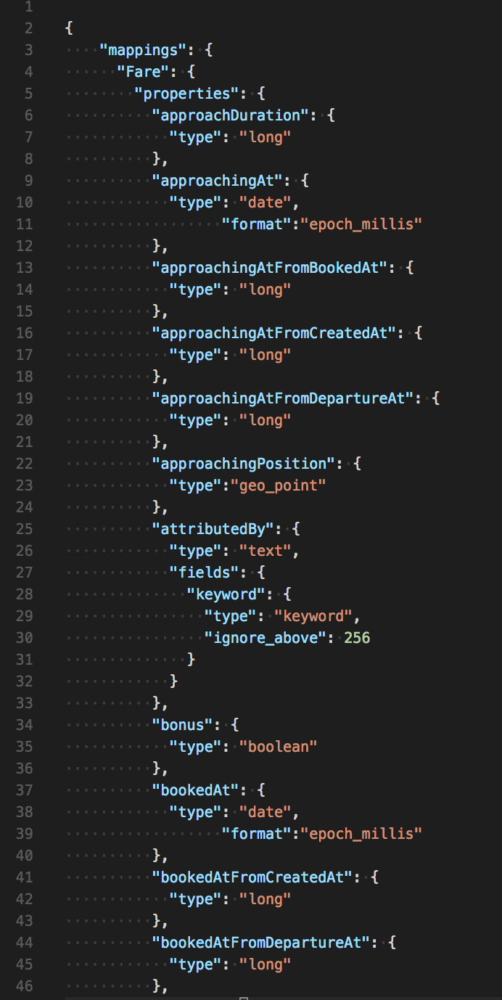 1
2 {
3 "mappings": {
4 "Fare": {
5 "properties": {
6 "approachDuration": {
7 "type": "long"
8 },
9 "approachingAt": {
10 "type": "date",
11 "format":"epoch_millis"
12 },
13 "approachingAtFromBookedAt": {
14 "type": "long"
15 },
16 "approachingAtFromCreatedAt": {
17 "type": "long"
18 },
19 "approachingAtFromDepartureAt": {
20 "type": "long"
21 },
22 "approachingPosition": {
23 "type":"geo_point"
24 },
25 "attributedBy": {
26 "type": "text",
27 "fields": {
28 "keyword": {
29 "type": "keyword",
30 "ignore_above": 256
31 }
32 }
33 },
34 "bonus": {
35 "type": "boolean"
36 },
37 "bookedAt": {
38 "type": "date",
39 "format":"epoch_millis"
40 },
41 "bookedAtFromCreatedAt": {
42 "type": "long"
43 },
44 "bookedAtFromDepartureAt": {
45 "type": "long"
46 },